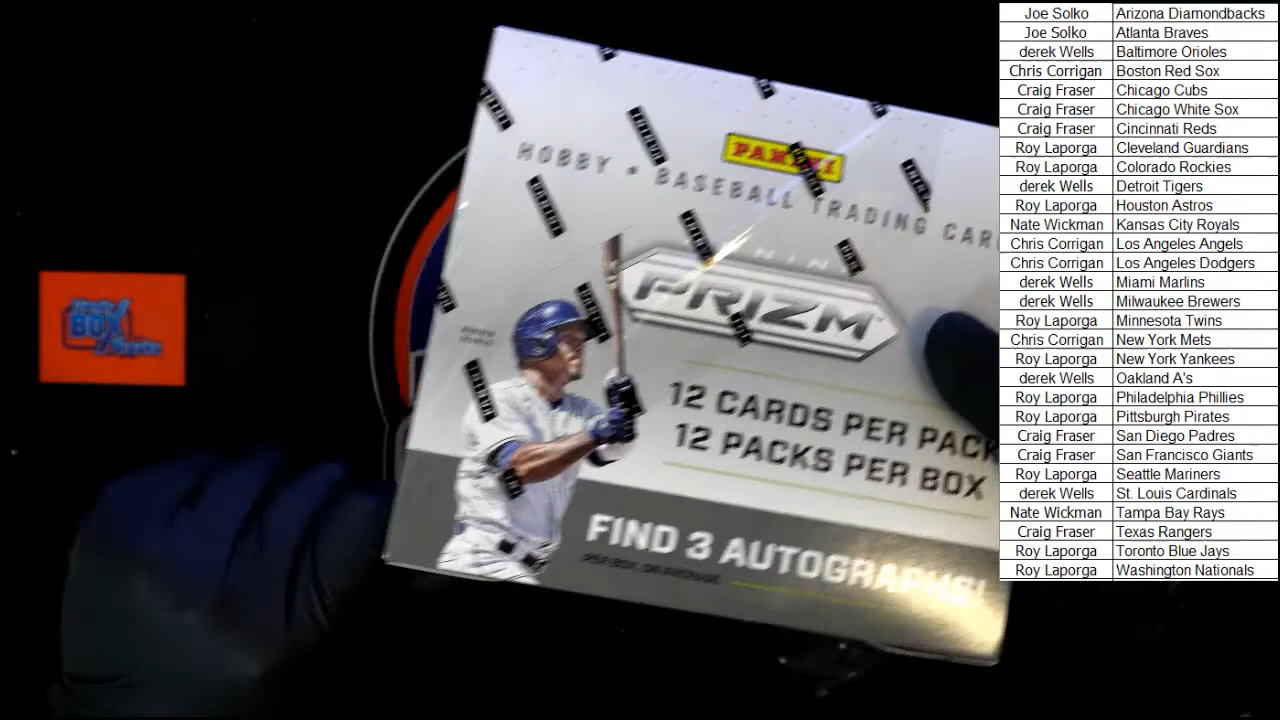 PANINI
HOBBY • BASEBALL TRADING CAR
PRIZM
12 CARDS PER PACK
12 PACKS PER BOX
FIND 3 AUTOGRAPHS!
PER BOX, ON AVERAGE
BOX
Joe Solko Arizona Diamondbacks
Joe Solko Atlanta Braves
derek Wells Baltimore Orioles
Chris Corrigan Boston Red Sox
Craig Fraser Chicago Cubs
Craig Fraser Chicago White Sox
Craig Fraser Cincinnati Reds
Roy Laporga Cleveland Guardians
Roy Laporga Colorado Rockies
derek Wells Detroit Tigers
Roy Laporga Houston Astros
Nate Wickman Kansas City Royals
Chris Corrigan Los Angeles Angels
Chris Corrigan Los Angeles Dodgers
derek Wells Miami Marlins
derek Wells Milwaukee Brewers
Roy Laporga Minnesota Twins
Chris Corrigan New York Mets
Roy Laporga New York Yankees
derek Wells Oakland A's
Roy Laporga Philadelphia Phillies
Roy Laporga Pittsburgh Pirates
Craig Fraser San Diego Padres
Craig Fraser San Francisco Giants
Roy Laporga Seattle Mariners
derek Wells St. Louis Cardinals
Nate Wickman Tampa Bay Rays
Craig Fraser Texas Rangers
Roy Laporga Toronto Blue Jays
Roy Laporga Washington Nationals